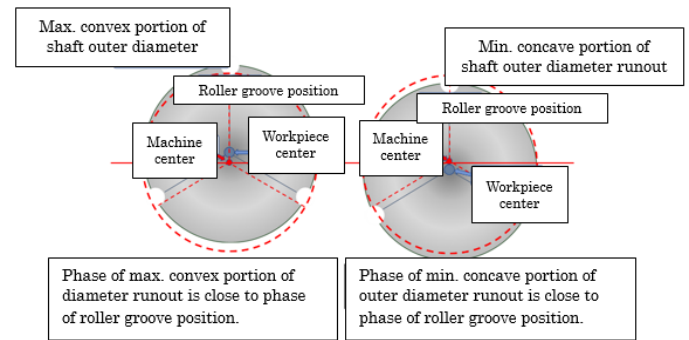 Max. convex portion of
shaft outer diameter
Min. concave portion of
shaft outer diameter runout
Roller groove position
Roller groove position
Machine
center
Workpiece
center
Machine
center
Workpiece
center
Phase of max. convex portion of
diameter runout is close to phase
of roller groove position.
Phase of min. concave portion of
outer diameter runout is close to
phase of roller groove position.